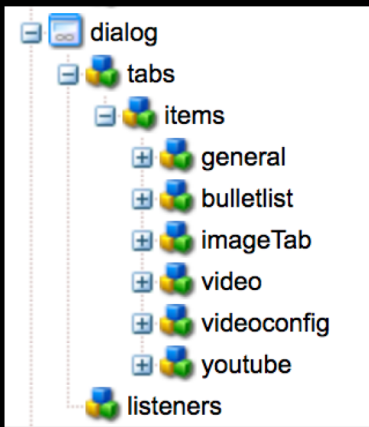 dialog
tabs
items
general
bulletlist
imageTab
video
videoconfig
youtube
listeners